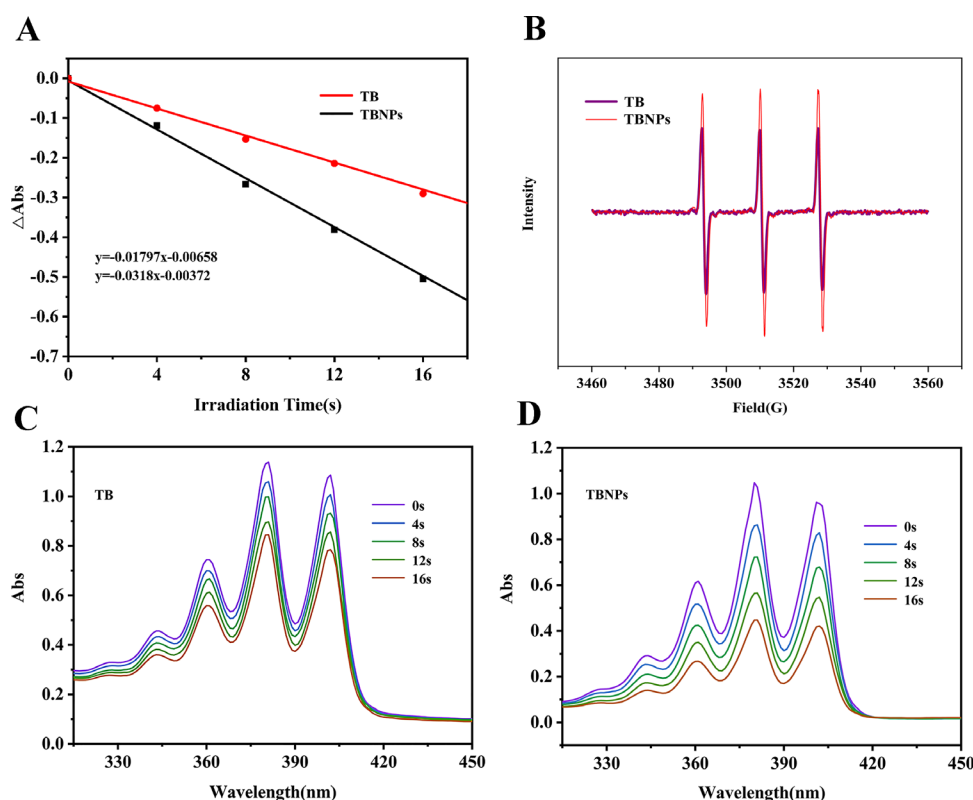 A
0.0
-0.1
-0.2
-0.3
-0.4
-0.5
-0.6
-0.7
△Abs
TB
TBNPs
y=-0.01797x-0.00658
y=-0.0318x-0.00372
0 4 8 12 16
Irradiation Time(s)
B
Intensity
TB
TBNPs
3460 3480 3500 3520 3540 3560
Field(G)
C
1.2
1.0
0.8
0.6
0.4
0.2
0.0
Abs
TB
0s
4s
8s
12s
16s
330 360 390 420 450
Wavelength(nm)
D
1.2
1.0
0.8
0.6
0.4
0.2
0.0
Abs
TBNPs
0s
4s
8s
12s
16s
330 360 390 420 450
Wavelength(nm)